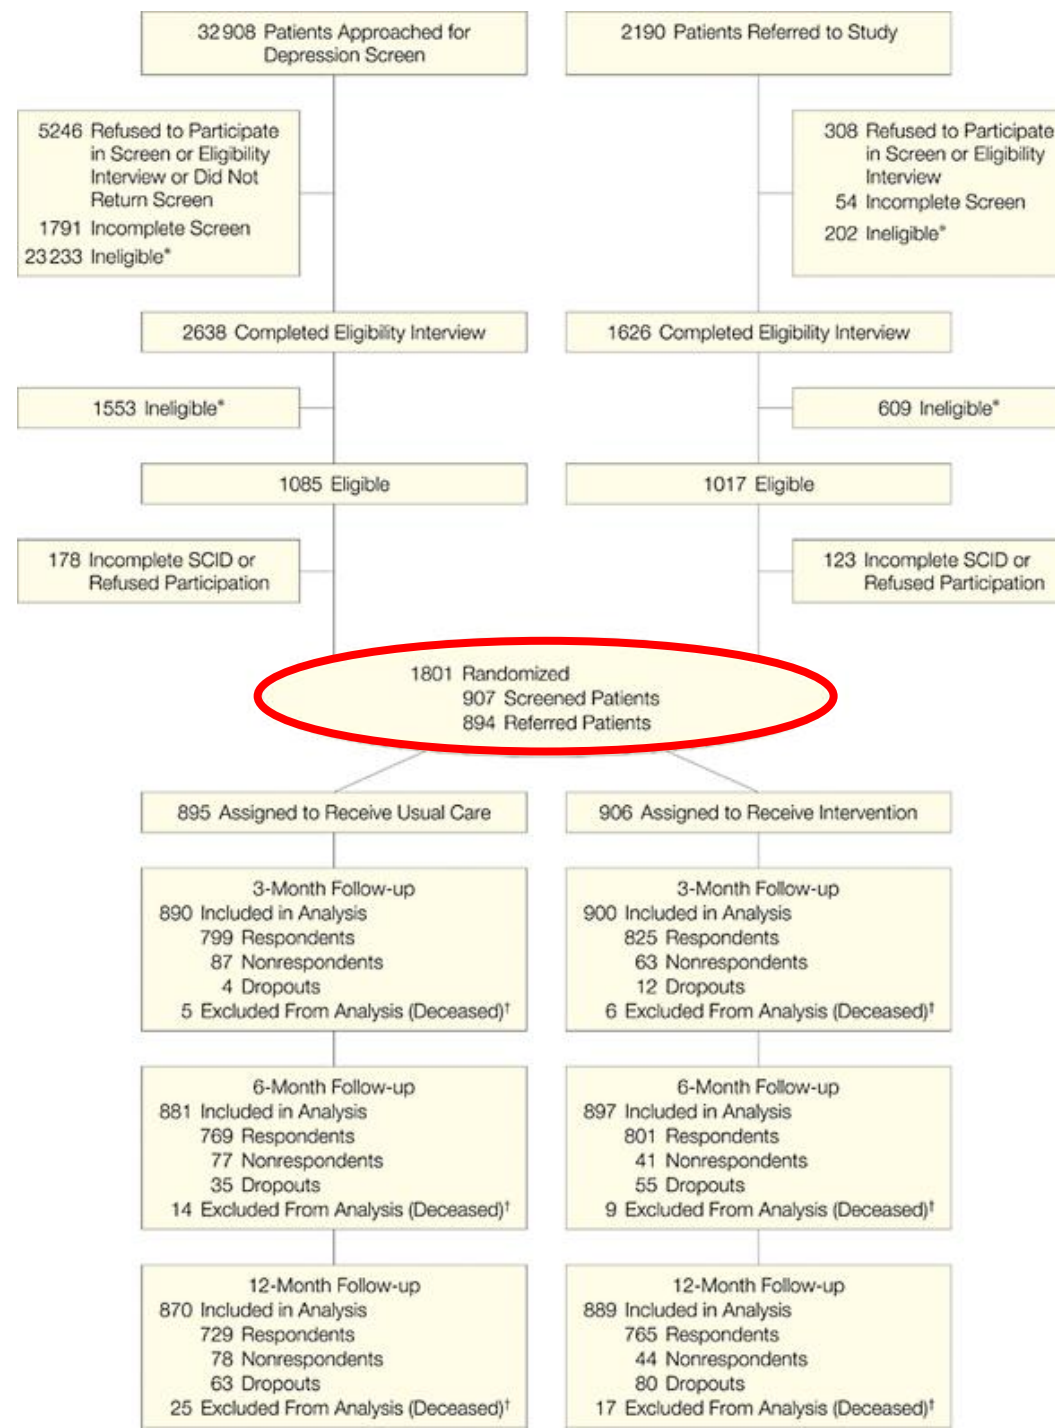 32 908 Patients Approached for
Depression Screen
2190 Patients Referred to Study
5246 Refused to Participate
in Screen or Eligibility
Interview or Did Not
Return Screen
1791 Incomplete Screen
23 233 Ineligible*
308 Refused to Participate
in Screen or Eligibility
Interview
54 Incomplete Screen
202 Ineligible*
2638 Completed Eligibility Interview
1626 Completed Eligibility Interview
1553 Ineligible*
609 Ineligible*
1085 Eligible
1017 Eligible
178 Incomplete SCID or
Refused Participation
123 Incomplete SCID or
Refused Participation
1801 Randomized
907 Screened Patients
894 Referred Patients
895 Assigned to Receive Usual Care
906 Assigned to Receive Intervention
3-Month Follow-up
890 Included in Analysis
799 Respondents
87 Nonrespondents
4 Dropouts
5 Excluded From Analysis (Deceased)†
3-Month Follow-up
900 Included in Analysis
825 Respondents
63 Nonrespondents
12 Dropouts
6 Excluded From Analysis (Deceased)†
6-Month Follow-up
881 Included in Analysis
769 Respondents
77 Nonrespondents
35 Dropouts
14 Excluded From Analysis (Deceased)†
6-Month Follow-up
897 Included in Analysis
801 Respondents
41 Nonrespondents
55 Dropouts
9 Excluded From Analysis (Deceased)†
12-Month Follow-up
870 Included in Analysis
729 Respondents
78 Nonrespondents
63 Dropouts
25 Excluded From Analysis (Deceased)†
12-Month Follow-up
889 Included in Analysis
765 Respondents
44 Nonrespondents
80 Dropouts
17 Excluded From Analysis (Deceased)†